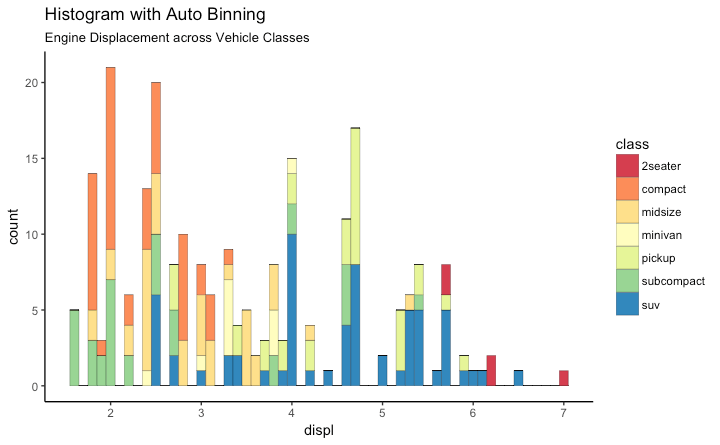 Histogram with Auto Binning
Engine Displacement across Vehicle Classes
20
15
10
5
0
count
2 3 4 5 6 7
displ
class
2seater
compact
midsize
minivan
pickup
subcompact
suv